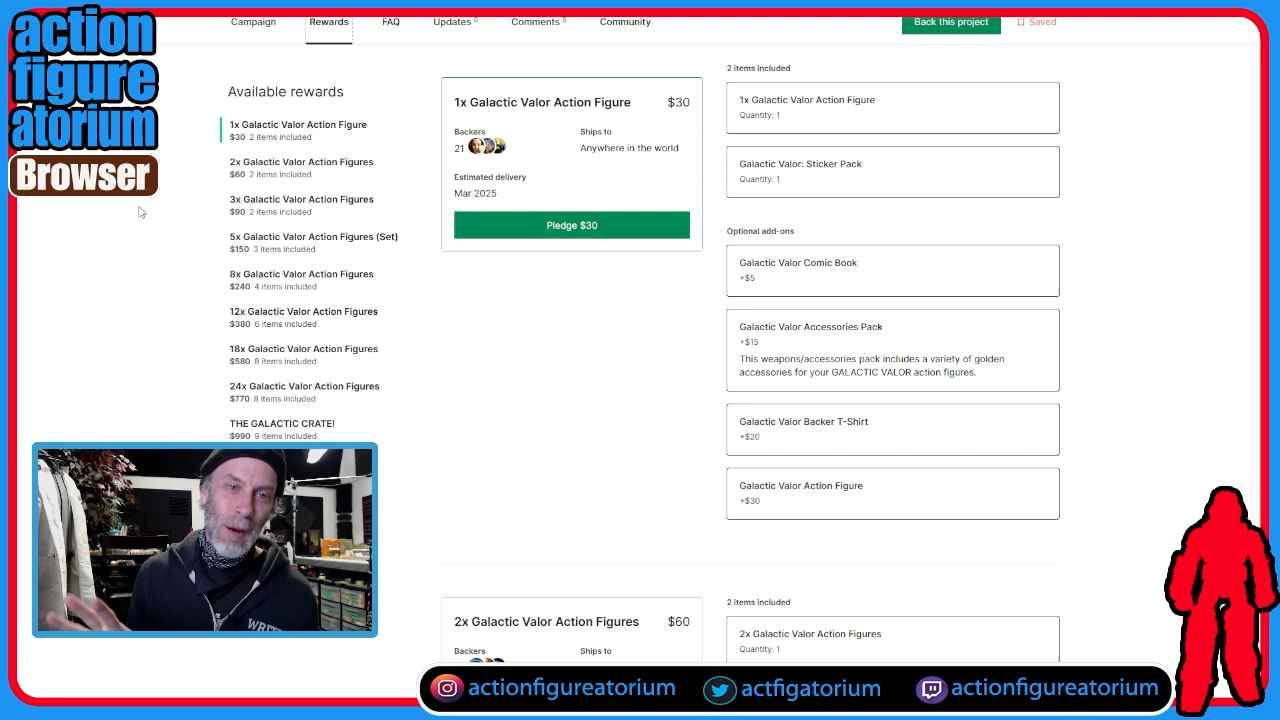 action
figure
atorium
Browser
Campaign
Rewards
FAQ
Updates 0
Comments 5
Community
Back this project
Saved
Available rewards
1x Galactic Valor Action Figure
$30 2 items included
2x Galactic Valor Action Figures
$60 2 items included
3x Galactic Valor Action Figures
$90 2 items included
5x Galactic Valor Action Figures (Set)
$150 3 items included
8x Galactic Valor Action Figures
$240 4 items included
12x Galactic Valor Action Figures
$380 6 items included
18x Galactic Valor Action Figures
$580 8 items included
24x Galactic Valor Action Figures
$770 8 items included
THE GALACTIC CRATE!
$990 9 items included
1x Galactic Valor Action Figure $30
Backers
21
Ships to
Anywhere in the world
Estimated delivery
Mar 2025
Pledge $30
2 items included
1x Galactic Valor Action Figure
Quantity: 1
Galactic Valor: Sticker Pack
Quantity: 1
Optional add-ons
Galactic Valor Comic Book
+$5
Galactic Valor Accessories Pack
+$15
This weapons/accessories pack includes a variety of golden
accessories for your GALACTIC VALOR action figures.
Galactic Valor Backer T-Shirt
+$20
Galactic Valor Action Figure
+$30
2x Galactic Valor Action Figures $60
Backers
Ships to
2 items included
2x Galactic Valor Action Figures
Quantity: 1
actionfigureatorium
actfigatorium
actionfigureatorium